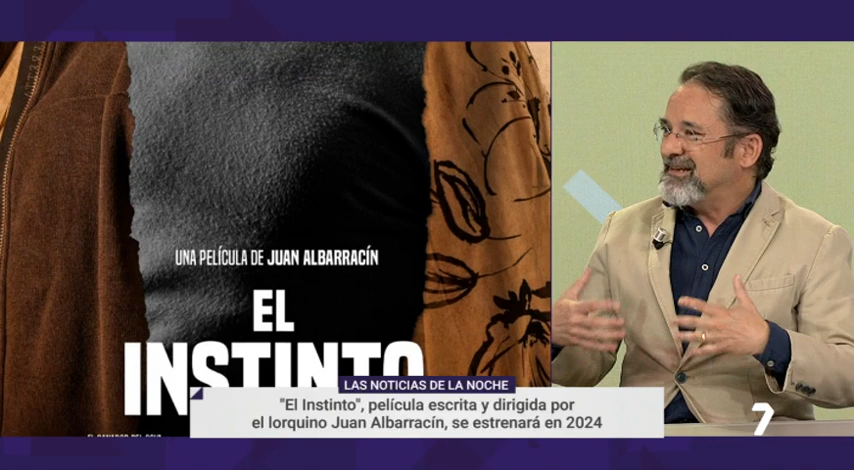 UNA PELÍCULA DE JUAN ALBARRACÍN
EL
INSTINTO
LAS NOTICIAS DE LA NOCHE
"El Instinto", película escrita y dirigida por
el lorquino Juan Albarracín, se estrenará en 2024
7